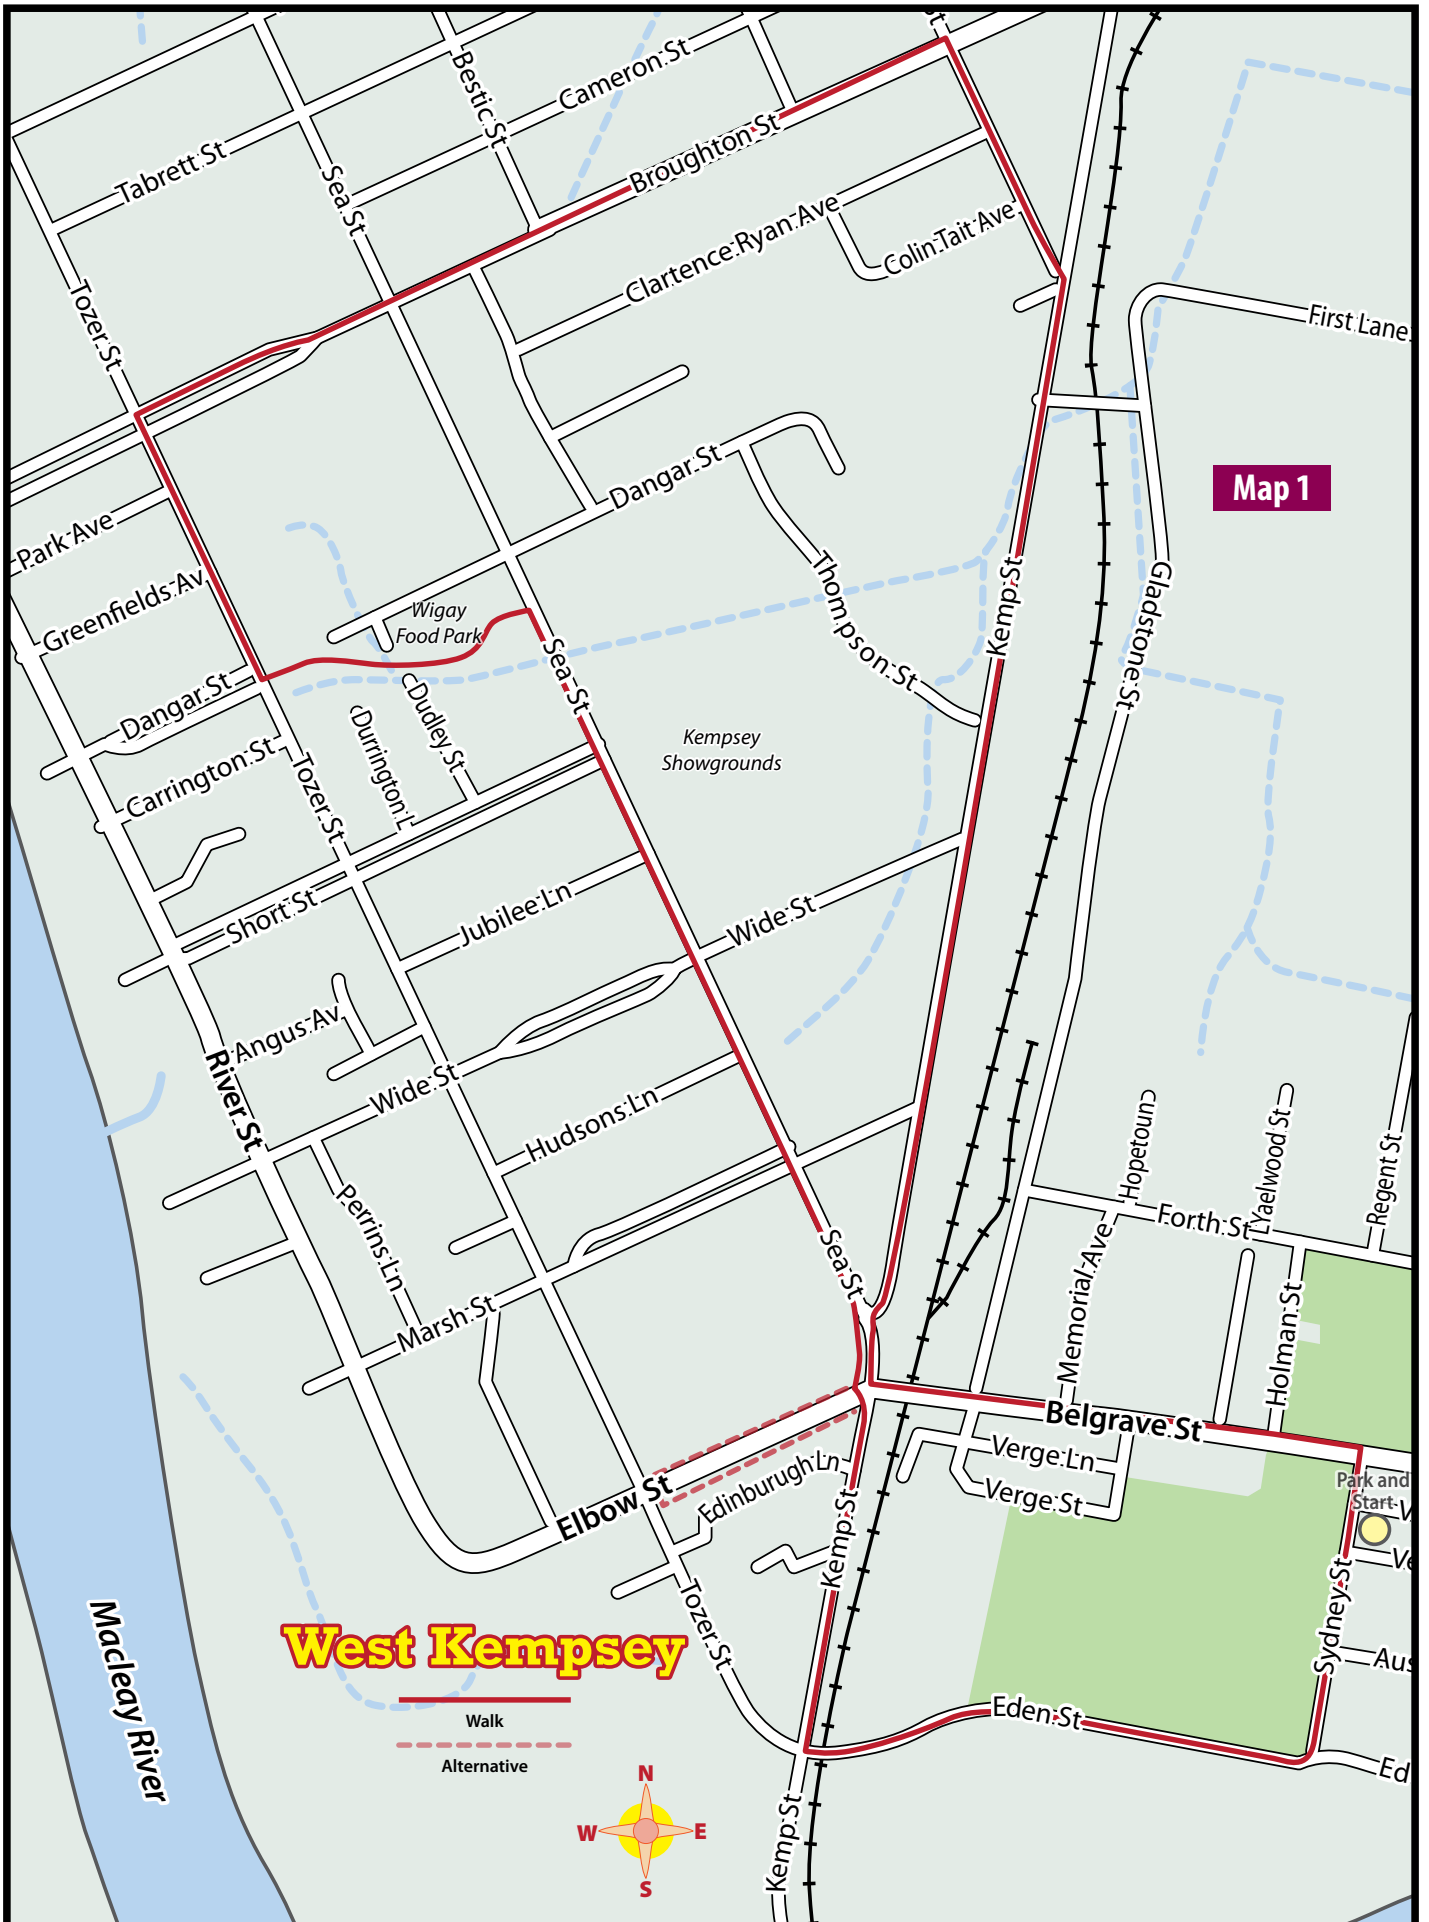 St
Bestic St
Cameron St
Tabrett St
Broughton St
Sea St
Clartence Ryan Ave
Colin Tait Ave
Tozer St
First Lane
Dangar St
Map 1
Park Ave
Greenfields Av
Wigay
Food Park
Thompson St
Kemp St
Gladstone St
Sea St
Dangar St
Dudley St
Durrington L
Kempsey
Showgrounds
Carrington St
Tozer St
Short St
Jubilee Ln
Wide St
Angus Av
River St
Wide St
Hudsons Ln
Hopetoun
Yaelwood St
Regent St
Perrins Ln
Forth St
Sea St
Memorial Ave
Holman St
Marsh St
Belgrave St
Verge Ln
Edinburugh Ln
Verge St
Elbow St
Park and
Start
V
Ve
Kemp St
Sydney St
Tozer St
Aus
West Kempsey
Macleay River
Walk
Alternative
Eden St
Ed
N
W
E
S
Kemp St